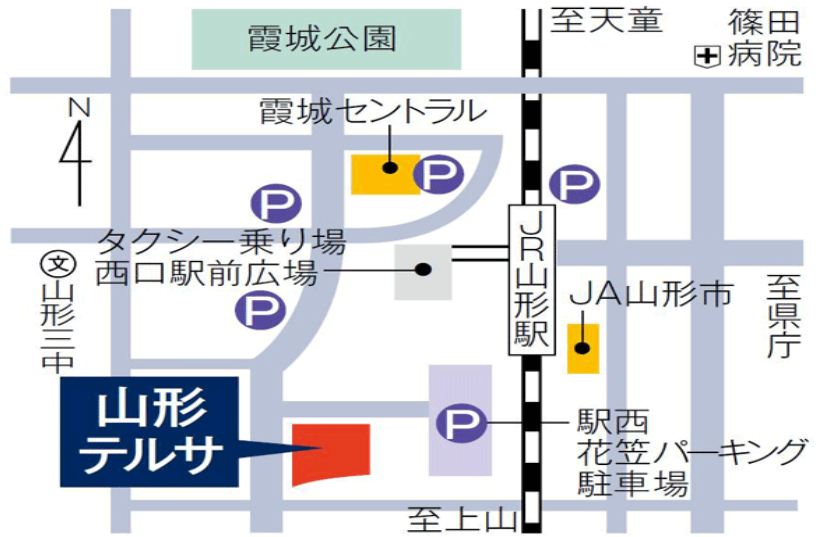 至天童
篠田
病院
霞城公園
N
霞城セントラル
P
P
P
タクシー乗り場
西口駅前広場
JR山形駅
文
山形三中
P
JA山形市
至県庁
山形
テルサ
P
駅西
花笠パーキング
駐車場
至上山